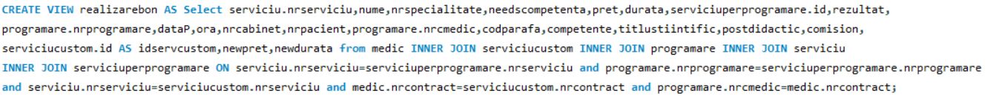 CREATE VIEW realizarebon AS Select serviciu.nrserviciu,nume,nrspecialitate,needscompetenta,pret,durata,serviciuperprogramare.id,rezultat,
programare.nrprogramare,dataP,ora,nrcabinet,nrpacient,programare.nrcmedic,codparafa,competente,titlustiintific,postdidactic,comision,
serviciucustom.id AS idservcustom,newpret,newdurata from medic INNER JOIN serviciucustom INNER JOIN programare INNER JOIN serviciu
INNER JOIN serviciuperprogramare ON serviciu.nrserviciu=serviciuperprogramare.nrserviciu and programare.nrprogramare=serviciuperprogramare.nrprogramare
and serviciu.nrserviciu=serviciucustom.nrserviciu and medic.nrcontract=serviciucustom.nrcontract and programare.nrcmedic=medic.nrcontract;